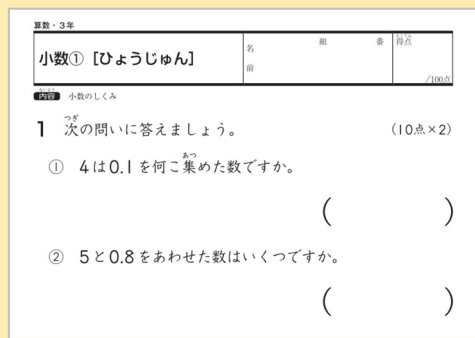 算数・3年
小数①［ひょうじゅん］
名前
組
番
得点
/100点
内容 小数のしくみ
1 次の問いに答えましょう。 （10点×2）
① 4は0.1を何こ集めた数ですか。
（ ）
② 5と0.8をあわせた数はいくつですか。
（ ）